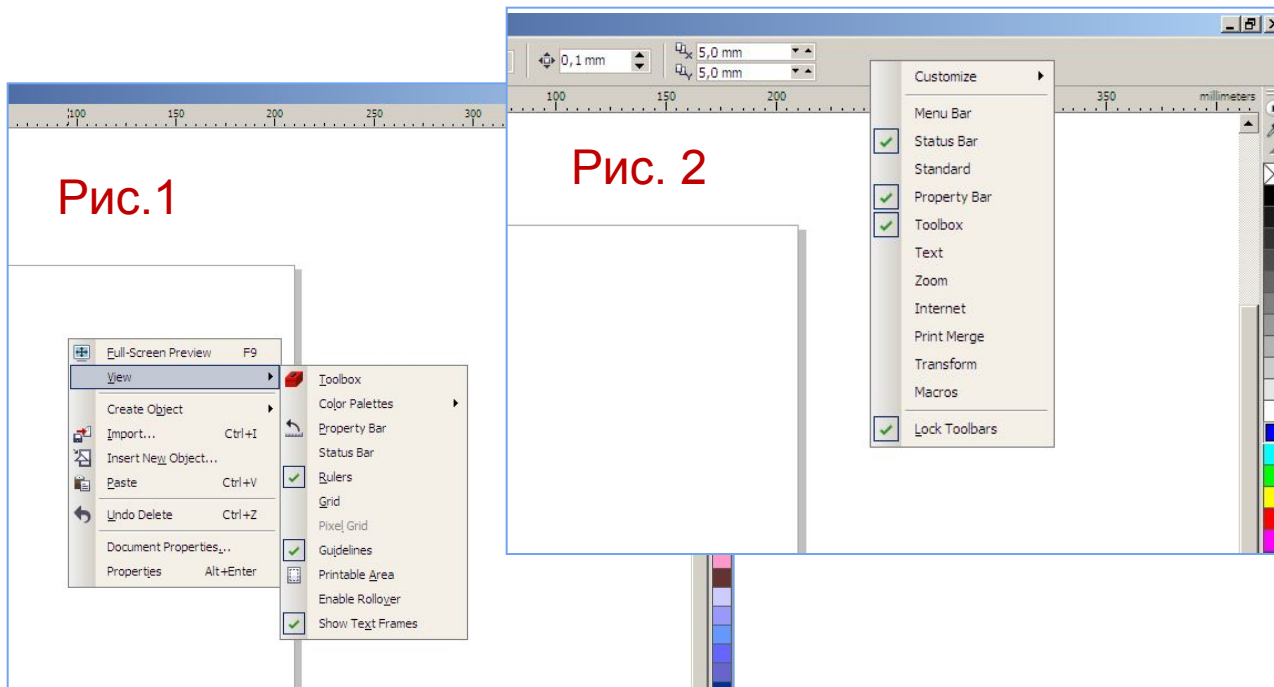 Рис.1
100 150 200 250 300
Full-Screen Preview F9
View
Create Object
Import... Ctrl+I
Insert New Object...
Paste Ctrl+V
Undo Delete Ctrl+Z
Document Properties...
Properties Alt+Enter
Toolbox
Color Palettes
Property Bar
Status Bar
Rulers
Grid
Pixel Grid
Guidelines
Printable Area
Enable Rollover
Show Text Frames
Рис. 2
0,1 mm
x 5,0 mm
y 5,0 mm
100 150 200 350 millimeters
Customize
Menu Bar
Status Bar
Standard
Property Bar
Toolbox
Text
Zoom
Internet
Print Merge
Transform
Macros
Lock Toolbars